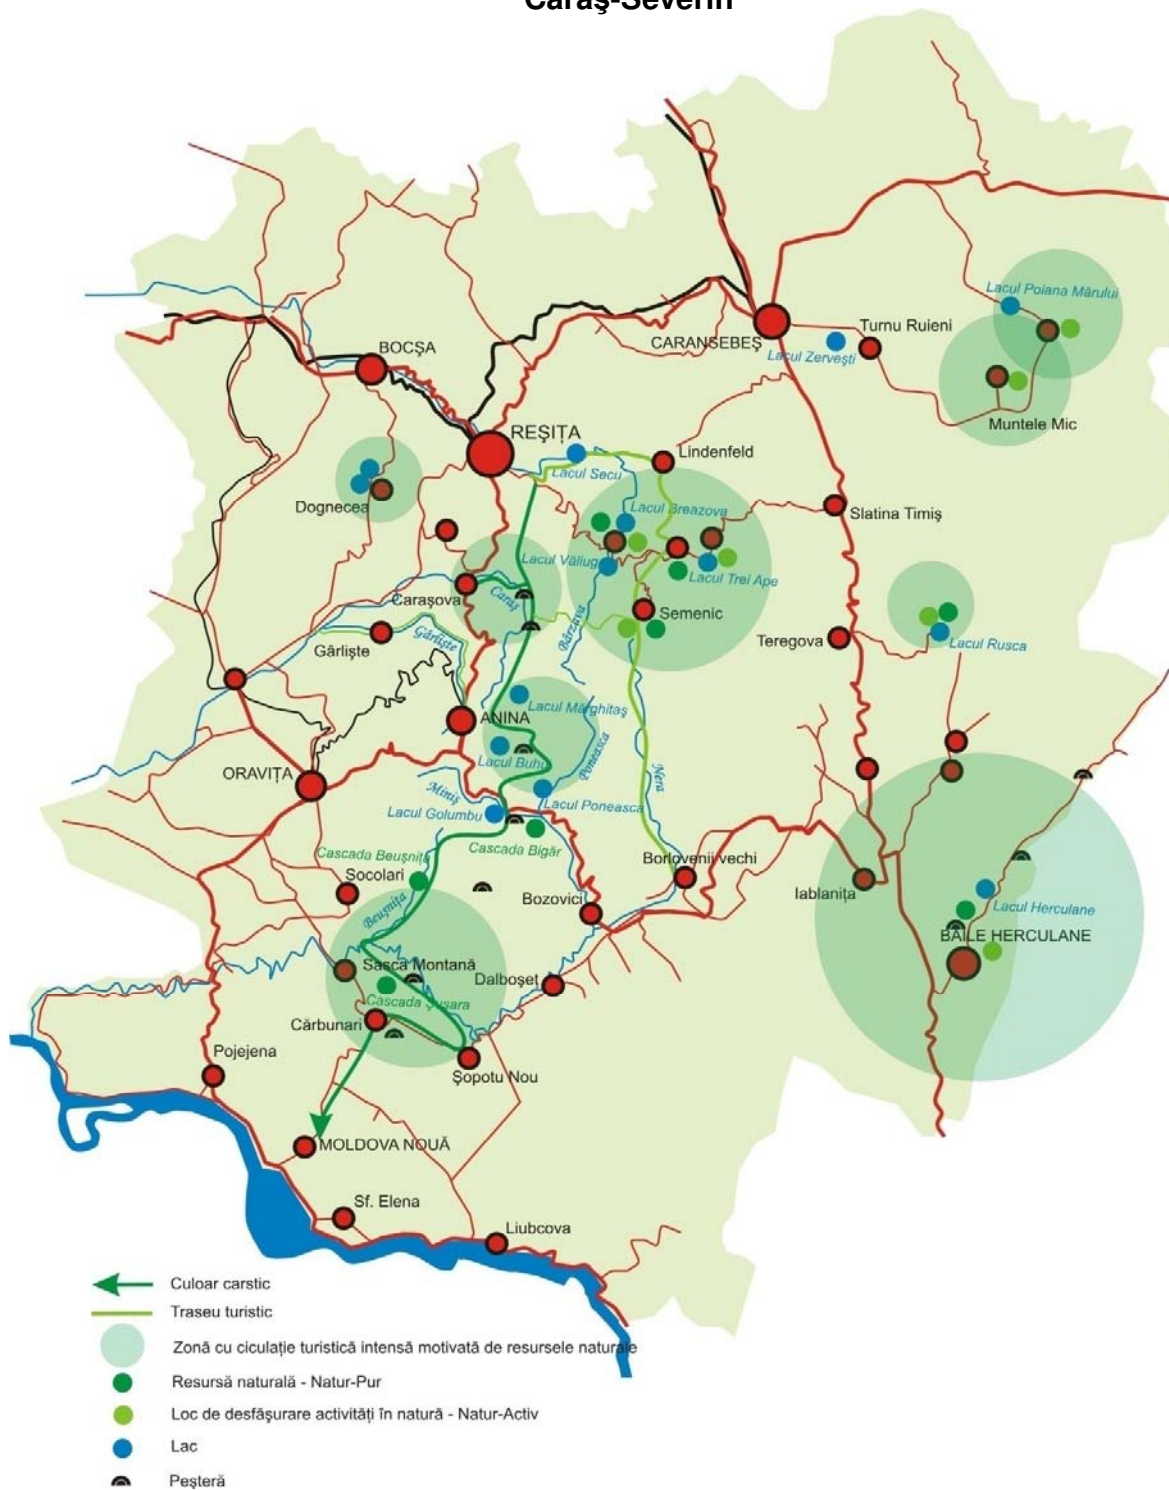 Caraş-Severin
Lacul Poiana Mărului
Turnu Ruieni
CARANSEBEŞ
Lacul Zerveşti
BOCŞA
Muntele Mic
REŞIŢA
Lindenfeld
Lacul Secu
Dognecea
Lacul Breazova
Slatina Timiş
Lacul Văliug
Lacul Trei Ape
Caraşova
Caraş
Semenic
Bârzava
Gârlişte
Gârlişte
Teregova
Lacul Rusca
Lacul Mărghitaş
ANINA
Poneasca
Lacul Buhui
Nera
ORAVIŢA
Miniş
Lacul Poneasca
Lacul Golumbu
Cascada Bigăr
Cascada Beuşniţa
Borlovenii vechi
Socolari
Iablaniţa
Bozovici
Beuşniţa
Lacul Herculane
BĂILE HERCULANE
Sasca Montană
Dalboşet
Cascada Şuşara
Cărbunari
Pojejena
Şopotu Nou
MOLDOVA NOUĂ
Sf. Elena
Liubcova
Culoar carstic
Traseu turistic
Zonă cu ciculaţie turistică intensă motivată de resursele naturale
Resursă naturală - Natur-Pur
Loc de desfăşurare activităţi în natură - Natur-Activ
Lac
Peşteră